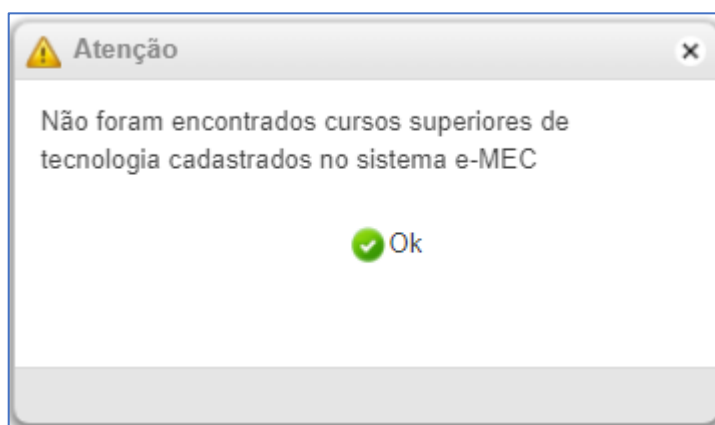 Atenção
Não foram encontrados cursos superiores de
tecnologia cadastrados no sistema e-MEC
Ok